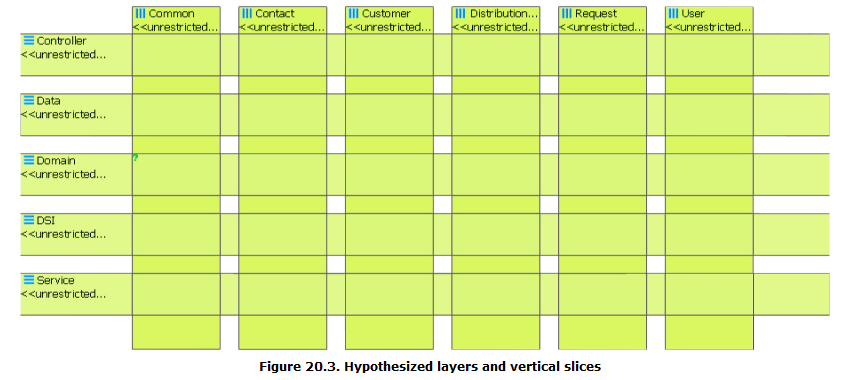 Common
<<unrestricted...
Contact
<<unrestricted...
Customer
<<unrestricted...
Distribution...
<<unrestricted...
Request
<<unrestricted...
User
<<unrestricted...
Controller
<<unrestricted...
Data
<<unrestricted...
Domain
<<unrestricted...
?
DSI
<<unrestricted...
Service
<<unrestricted...
Figure 20.3. Hypothesized layers and vertical slices